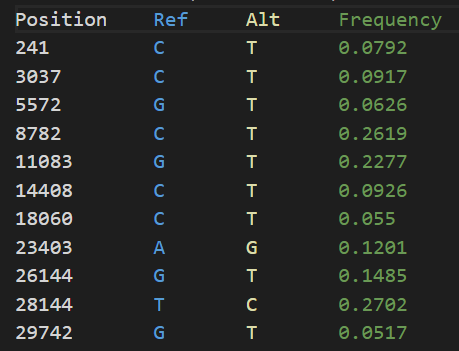 Position Ref Alt Frequency
241 C T 0.0792
3037 C T 0.0917
5572 G T 0.0626
8782 C T 0.2619
11083 G T 0.2277
14408 C T 0.0926
18060 C T 0.055
23403 A G 0.1201
26144 G T 0.1485
28144 T C 0.2702
29742 G T 0.0517